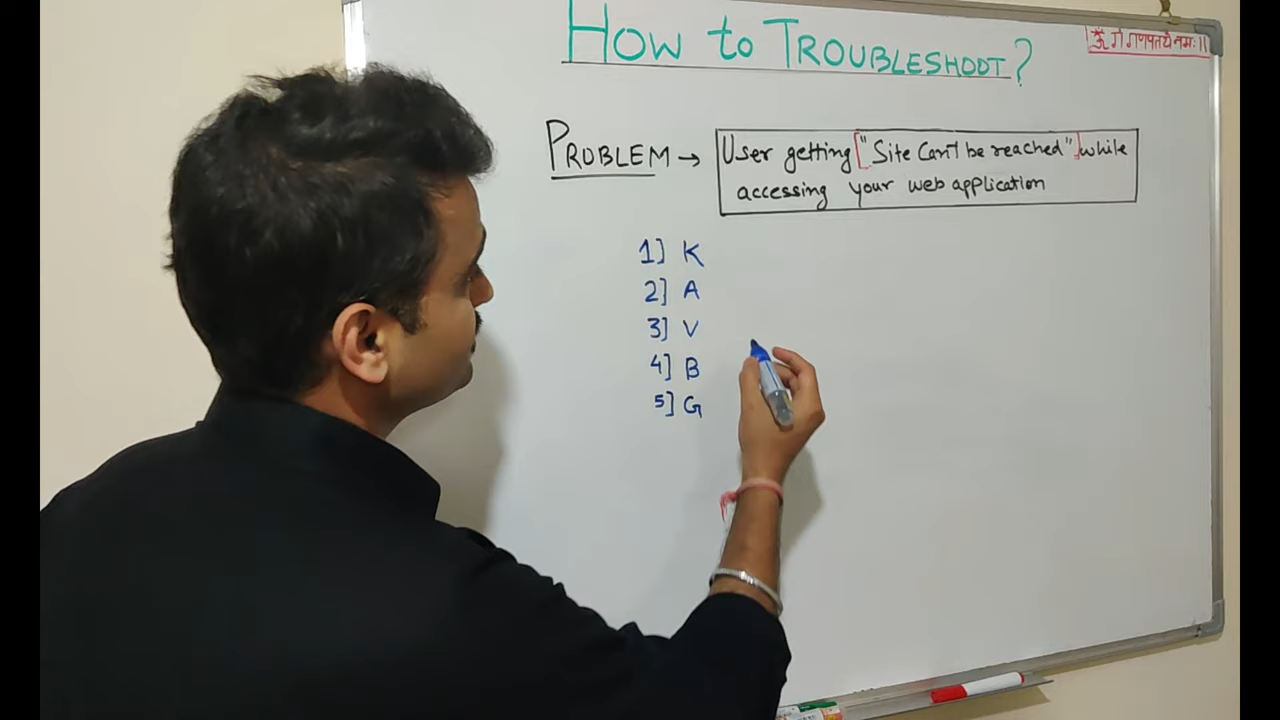 HOW to TROUBLESHOOT?
ॐ गं गणपतये नमः ॥
PROBLEM → User getting ["Site Can't be reached"] while
accessing your web application
1] K
2] A
3] V
4] B
5] G